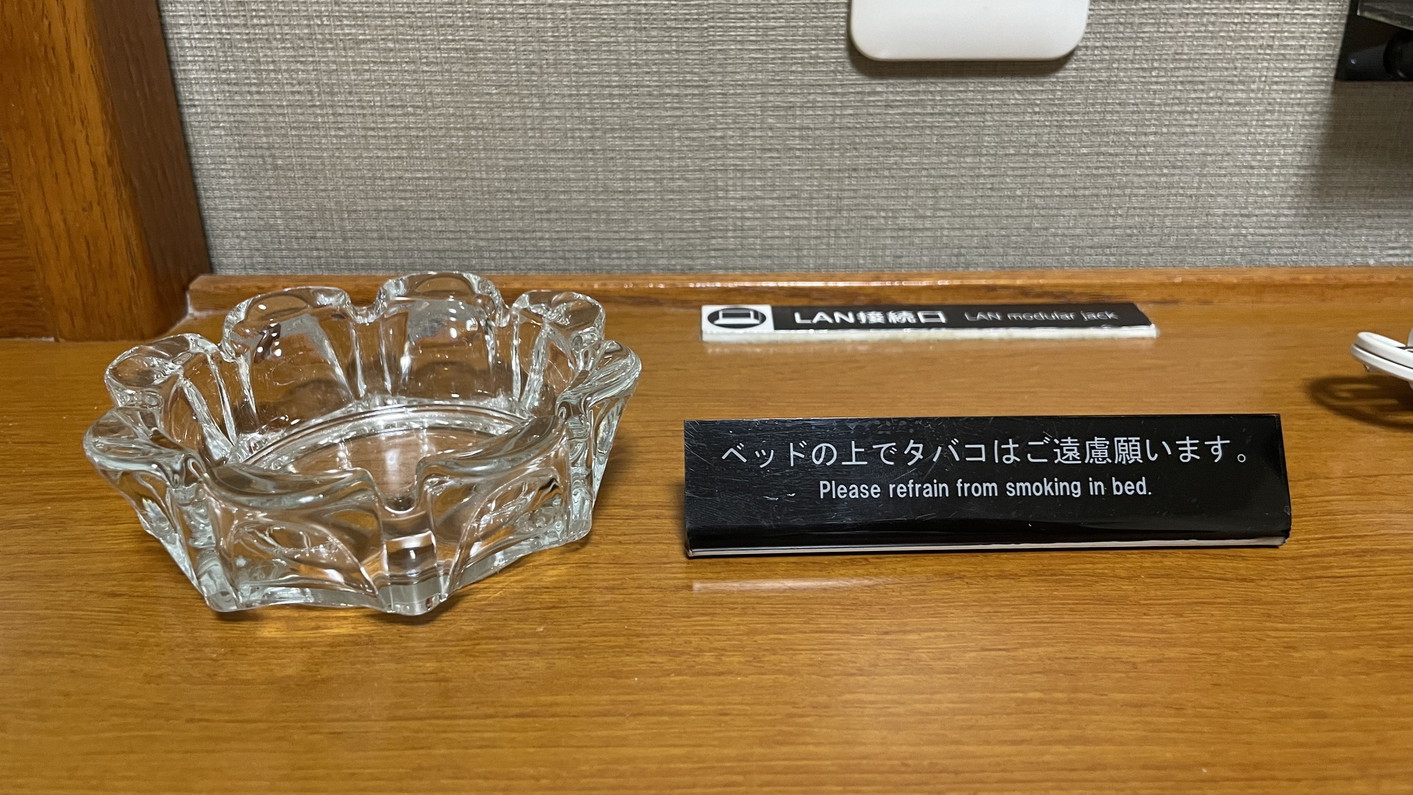 LAN接続口 LAN modular jack
ベッドの上でタバコはご遠慮願います。
Please refrain from smoking in bed.